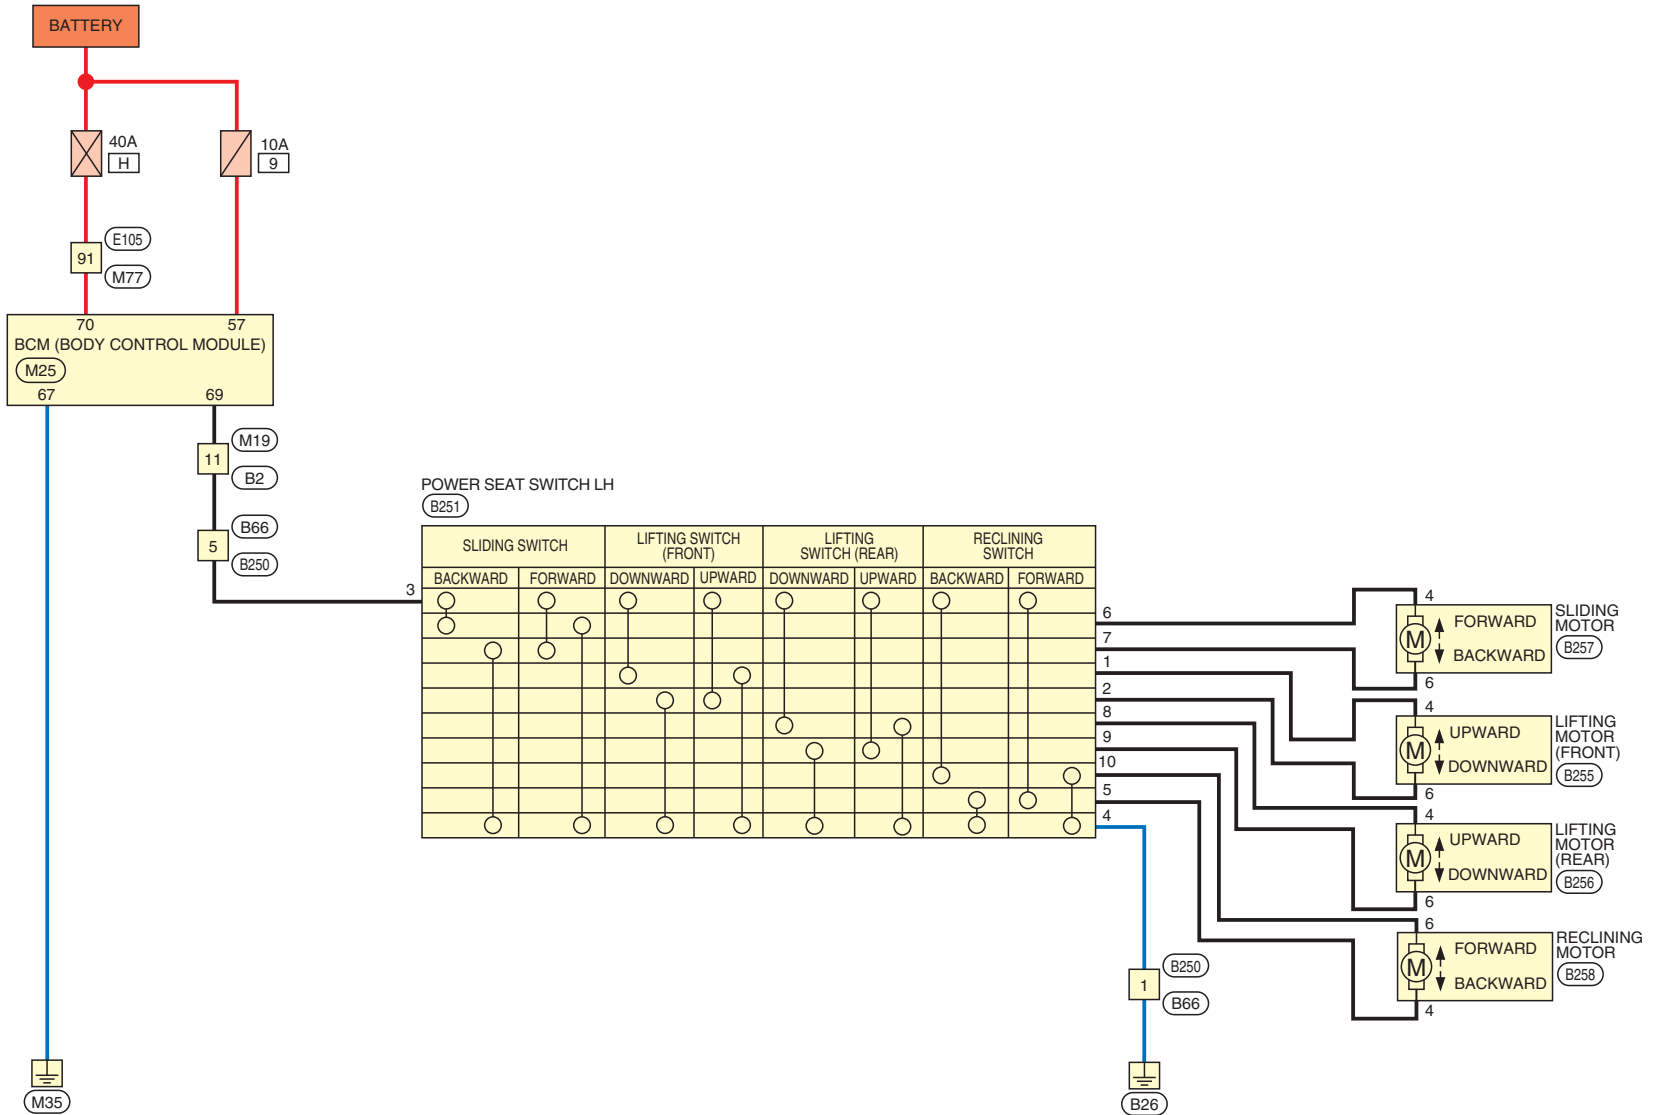 BATTERY
40A
H
10A
9
91
E105
M77
70
57
BCM (BODY CONTROL MODULE)
M25
67
69
11
M19
B2
5
B66
B250
POWER SEAT SWITCH LH
B251
SLIDING SWITCH
LIFTING SWITCH
(FRONT)
LIFTING
SWITCH (REAR)
RECLINING
SWITCH
BACKWARD
FORWARD
DOWNWARD
UPWARD
DOWNWARD
UPWARD
BACKWARD
FORWARD
3
6
7
1
2
8
9
10
5
4
4
FORWARD
BACKWARD
6
SLIDING
MOTOR
B257
4
UPWARD
DOWNWARD
6
M
LIFTING
MOTOR
(FRONT)
B255
M
4
UPWARD
DOWNWARD
6
M
LIFTING
MOTOR
(REAR)
B256
6
FORWARD
BACKWARD
4
M
RECLINING
MOTOR
B258
1
B250
B66
M35
B26